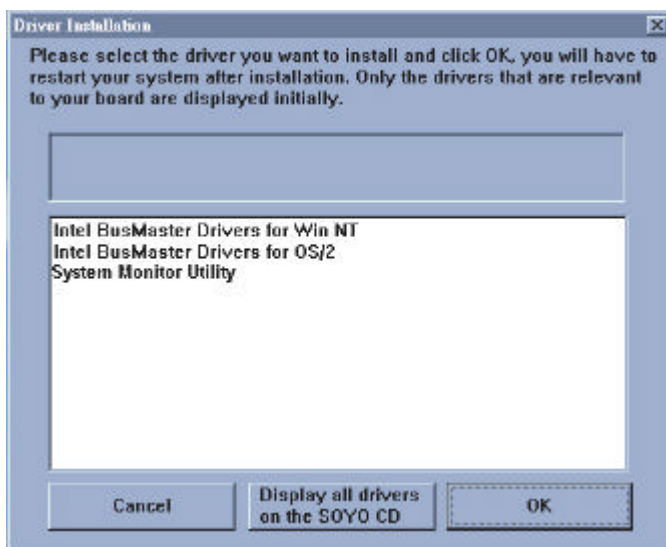 Driver Installation
Please select the driver you want to install and click OK, you will have to
restart your system after installation. Only the drivers that are relevant
to your board are displayed initially.
Intel BusMaster Drivers for Win NT
Intel BusMaster Drivers for OS/2
System Monitor Utility
Cancel
Display all drivers
on the SOYO CD
OK